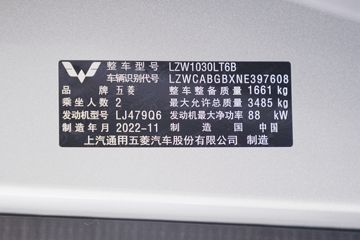 整车型号 LZW1030LT6B
车辆识别代号 LZWCABGBXNE397608
品牌 五菱 整车整备质量 1661 kg
乘坐人数 2 最大允许总质量 3485 kg
发动机型号 LJ479Q6 发动机最大净功率 88 kW
制造年月 2022-11 制造国 中国
上汽通用五菱汽车股份有限公司 制造